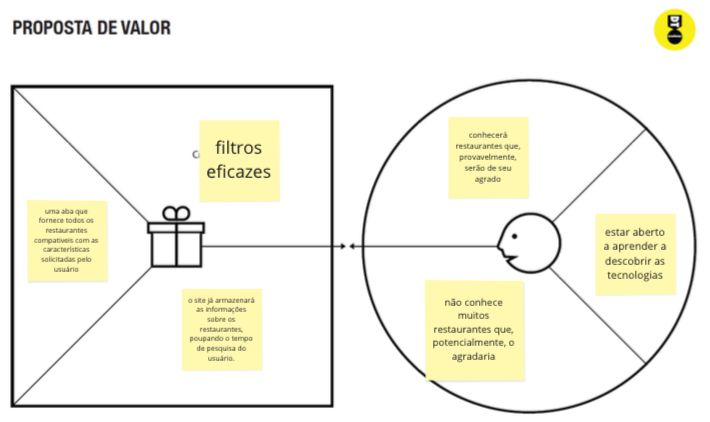 PROPOSTA DE VALOR
DT
filtros
eficazes
uma aba que
fornece todos os
restaurantes
compatíveis com as
características
solicitadas pelo
usuário
o site já armazenará
as informações
sobre os
restaurantes,
poupando o tempo
de pesquisa do
usuário.
conhecerá
restaurantes que,
provavelmente,
serão de seu
agrado
estar aberto
a aprender a
descobrir as
tecnologias
não conhece
muitos
restaurantes que,
potencialmente, o
agradaria